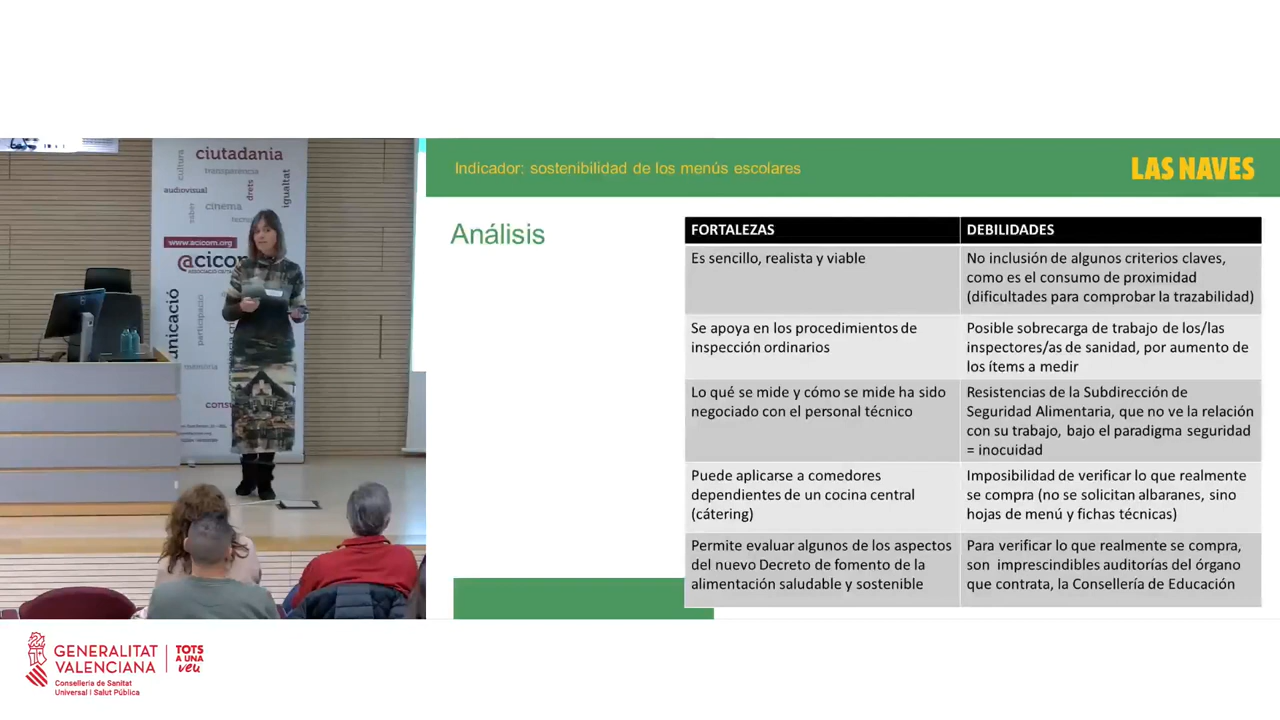 cultura
ciutadania
transparència
audiovisual
drets
igualtat
saber
cinema
www.acicom.org
@acicom
participació
memòria
Indicador: sostenibilidad de los menús escolares
LAS NAVES
Análisis
FORTALEZAS
DEBILIDADES
Es sencillo, realista y viable
No inclusión de algunos criterios claves,
como es el consumo de proximidad
(dificultades para comprobar la trazabilidad)
Se apoya en los procedimientos de
inspección ordinarios
Posible sobrecarga de trabajo de los/las
inspectores/as de sanidad, por aumento de
los ítems a medir
Lo qué se mide y cómo se mide ha sido
negociado con el personal técnico
Resistencias de la Subdirección de
Seguridad Alimentaria, que no ve la relación
con su trabajo, bajo el paradigma seguridad
= inocuidad
Puede aplicarse a comedores
dependientes de un cocina central
(cátering)
Imposibilidad de verificar lo que realmente
se compra (no se solicitan albaranes, sino
hojas de menú y fichas técnicas)
Permite evaluar algunos de los aspectos
del nuevo Decreto de fomento de la
alimentación saludable y sostenible
Para verificar lo que realmente se compra,
son imprescindibles auditorías del órgano
que contrata, la Consellería de Educación
GENERALITAT
VALENCIANA
Conselleria de Sanitat
Universal i Salut Pública
TOTS
A UNA
veu